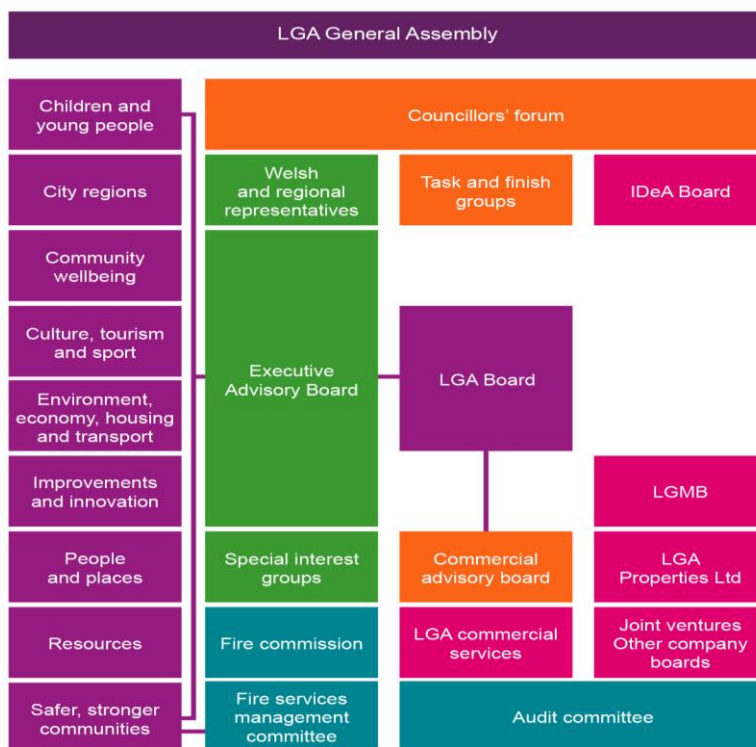 LGA General Assembly
Children and
young people
Councillors’ forum
City regions
Welsh
and regional
representatives
Task and finish
groups
IDeA Board
Community
wellbeing
Culture, tourism
and sport
Executive
Advisory Board
LGA Board
Environment,
economy, housing
and transport
Improvements
and innovation
LGMB
People
and places
Special interest
groups
Commercial
advisory board
LGA
Properties Ltd
Resources
Fire commission
LGA commercial
services
Joint ventures
Other company
boards
Safer, stronger
communities
Fire services
management
committee
Audit committee